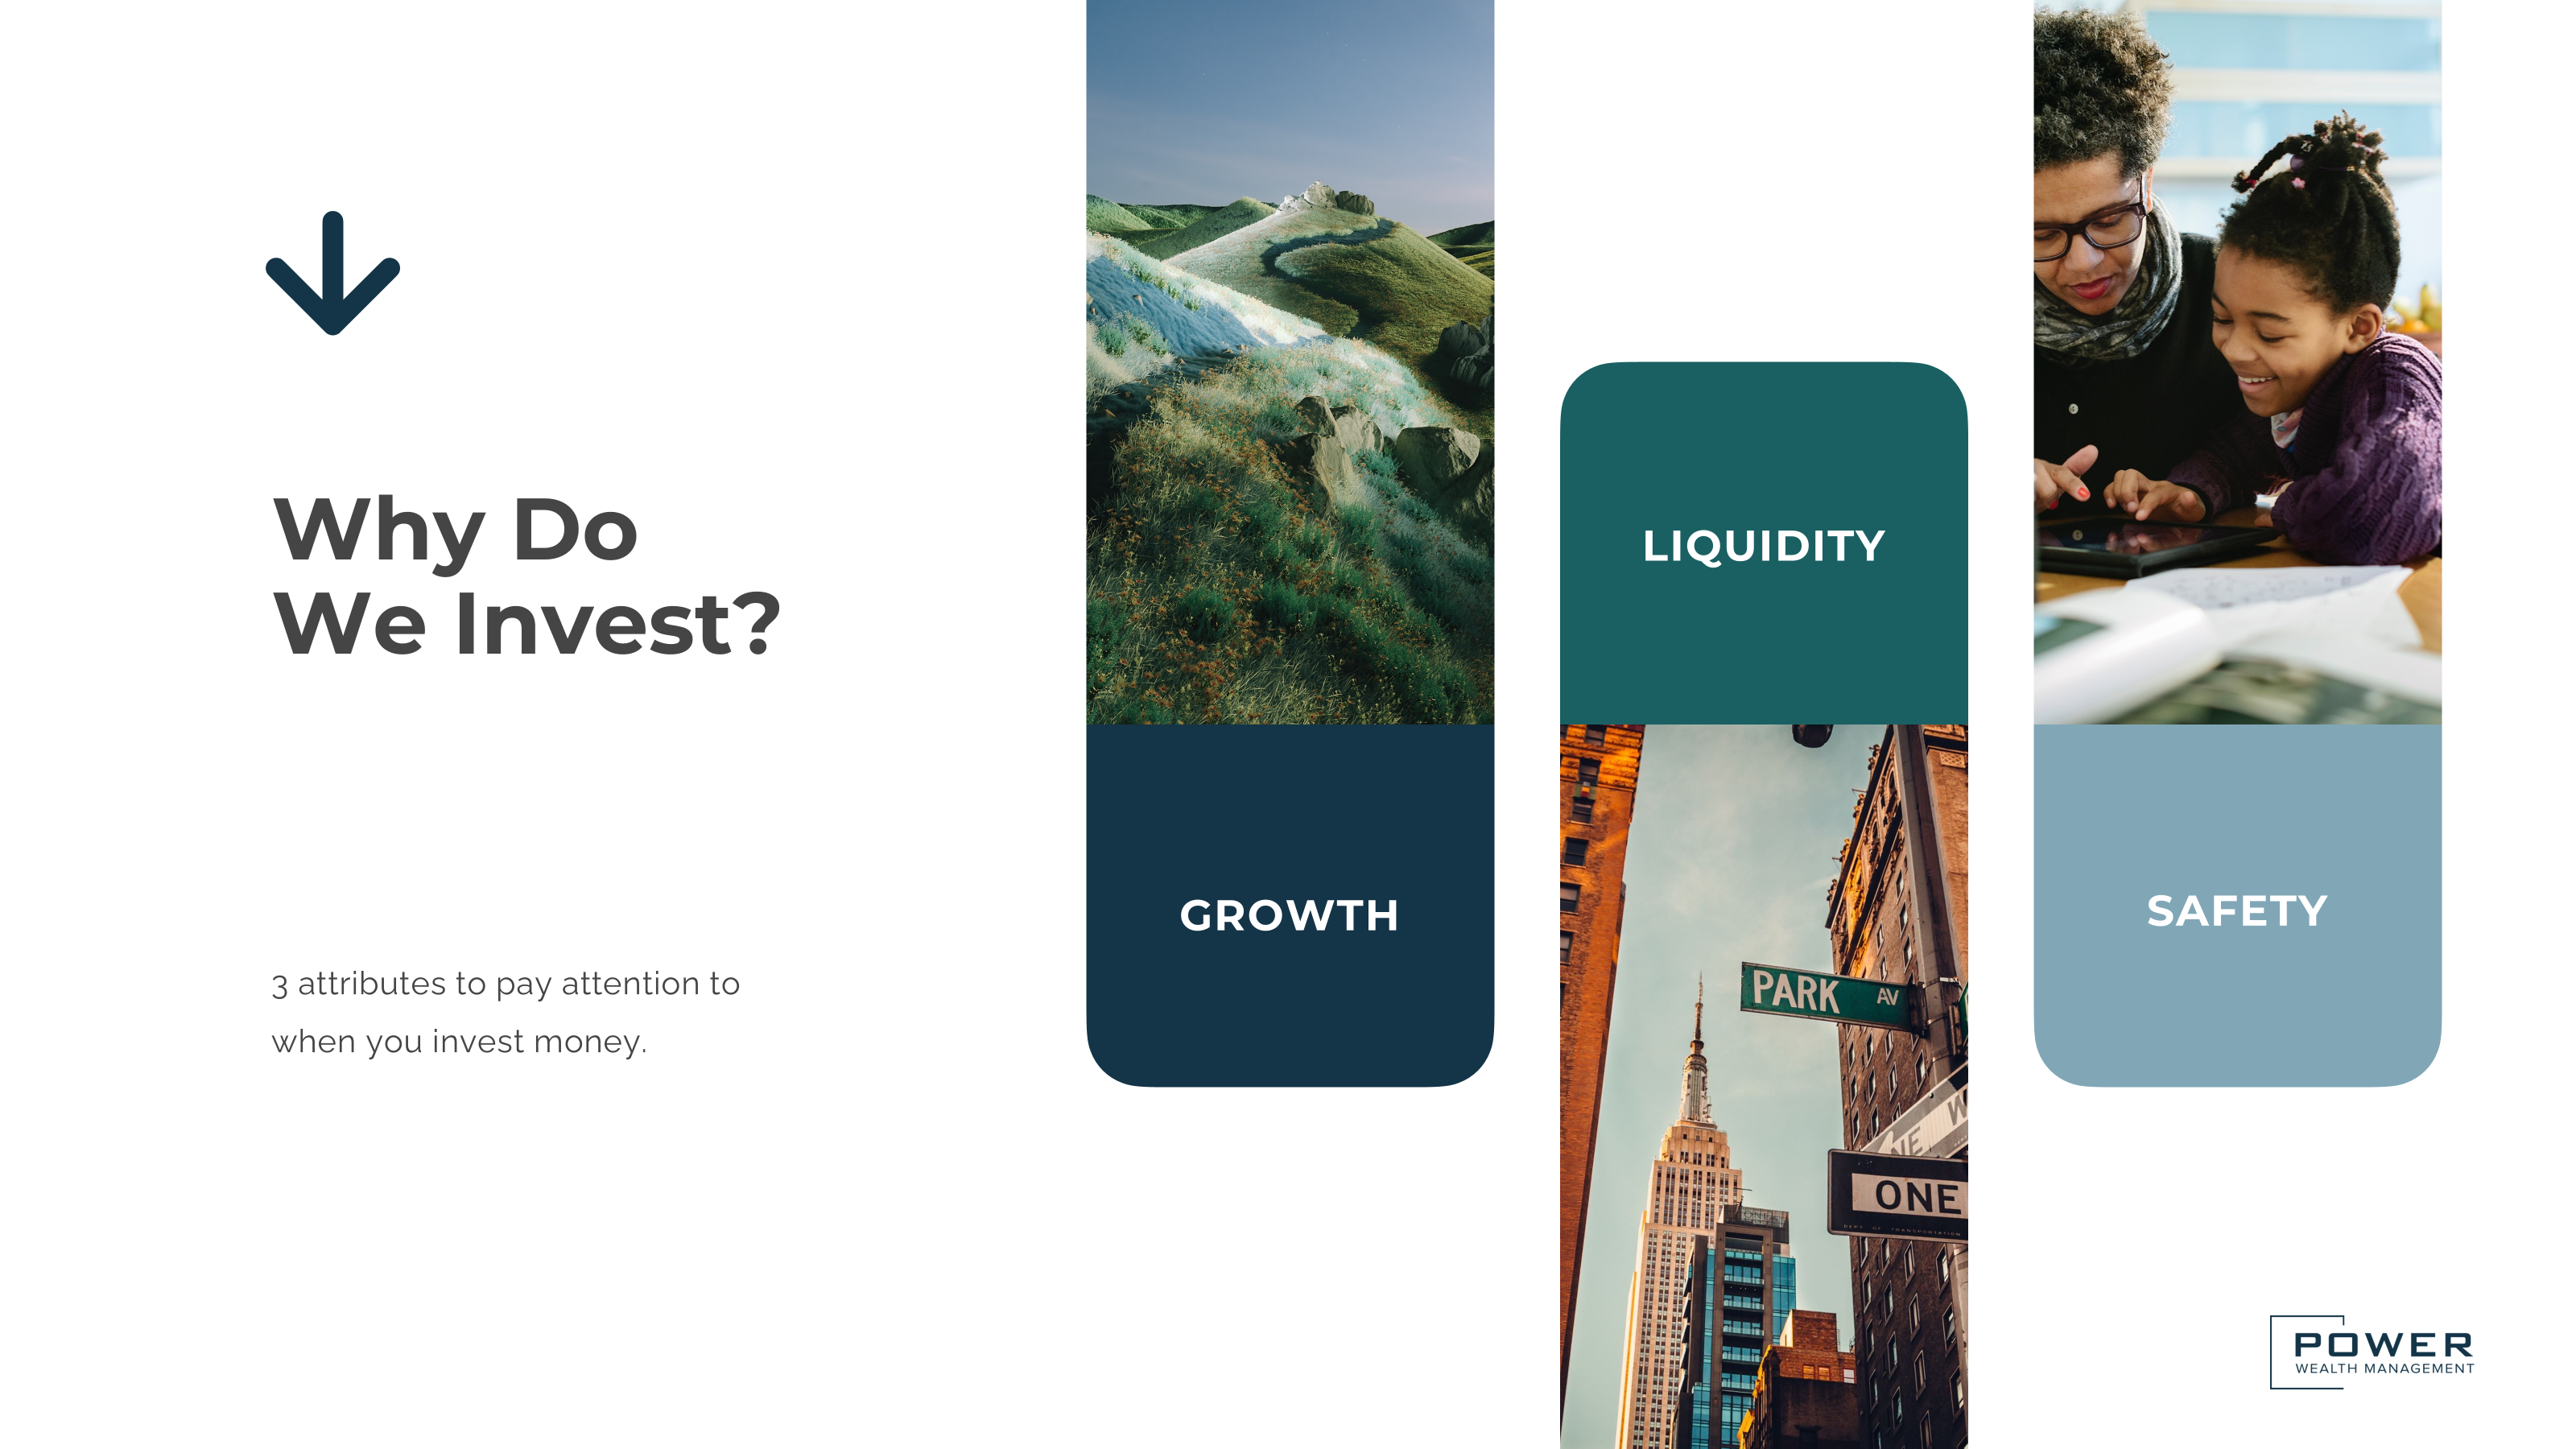 Why Do
We Invest?
3 attributes to pay attention to
when you invest money.
GROWTH
LIQUIDITY
PARK AV
ONE
SAFETY
POWER
WEALTH MANAGEMENT